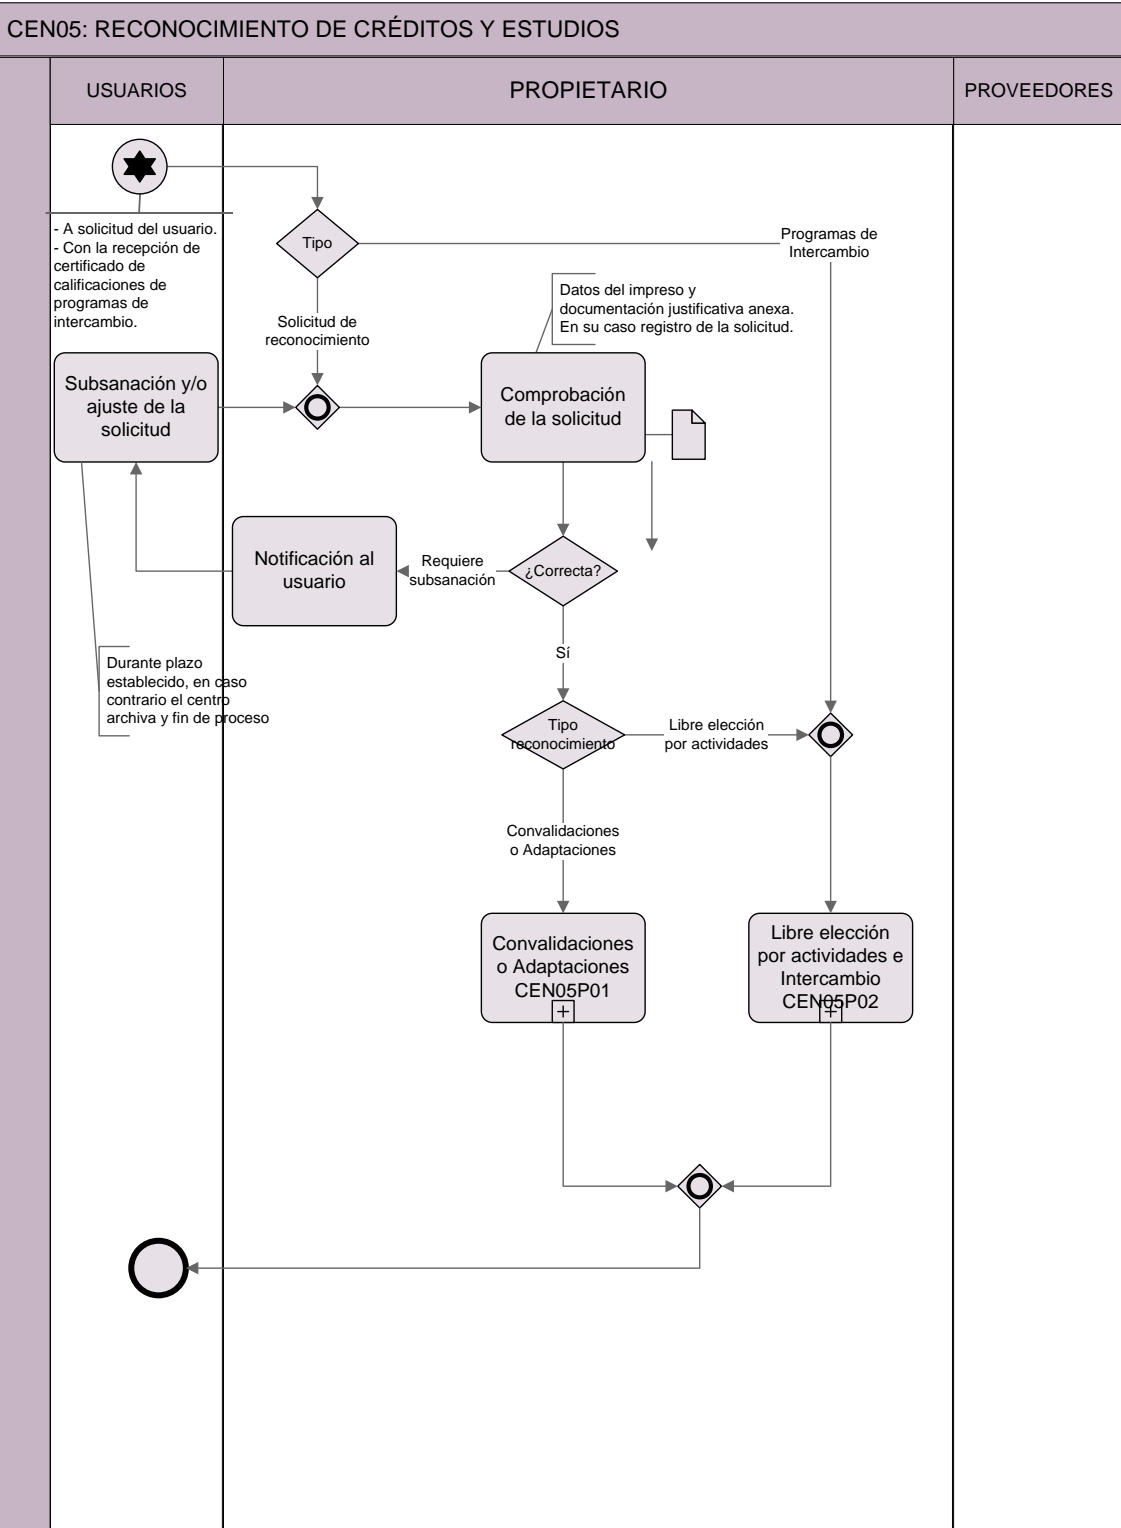 CEN05: RECONOCIMIENTO DE CRÉDITOS Y ESTUDIOS
USUARIOS
PROPIETARIO
PROVEEDORES
- A solicitud del usuario.
- Con la recepción de
certificado de
calificaciones de
programas de
intercambio.
Tipo
Programas de
Intercambio
Solicitud de
reconocimiento
Datos del impreso y
documentación justificativa anexa.
En su caso registro de la solicitud.
Subsanación y/o
ajuste de la
solicitud
Comprobación
de la solicitud
Notificación al
usuario
Requiere
subsanación
¿Correcta?
Sí
Durante plazo
establecido, en caso
contrario el centro
archiva y fin de proceso
Tipo
reconocimiento
Libre elección
por actividades
Convalidaciones
o Adaptaciones
Convalidaciones
o Adaptaciones
CEN05P01
Libre elección
por actividades e
Intercambio
CEN05P02